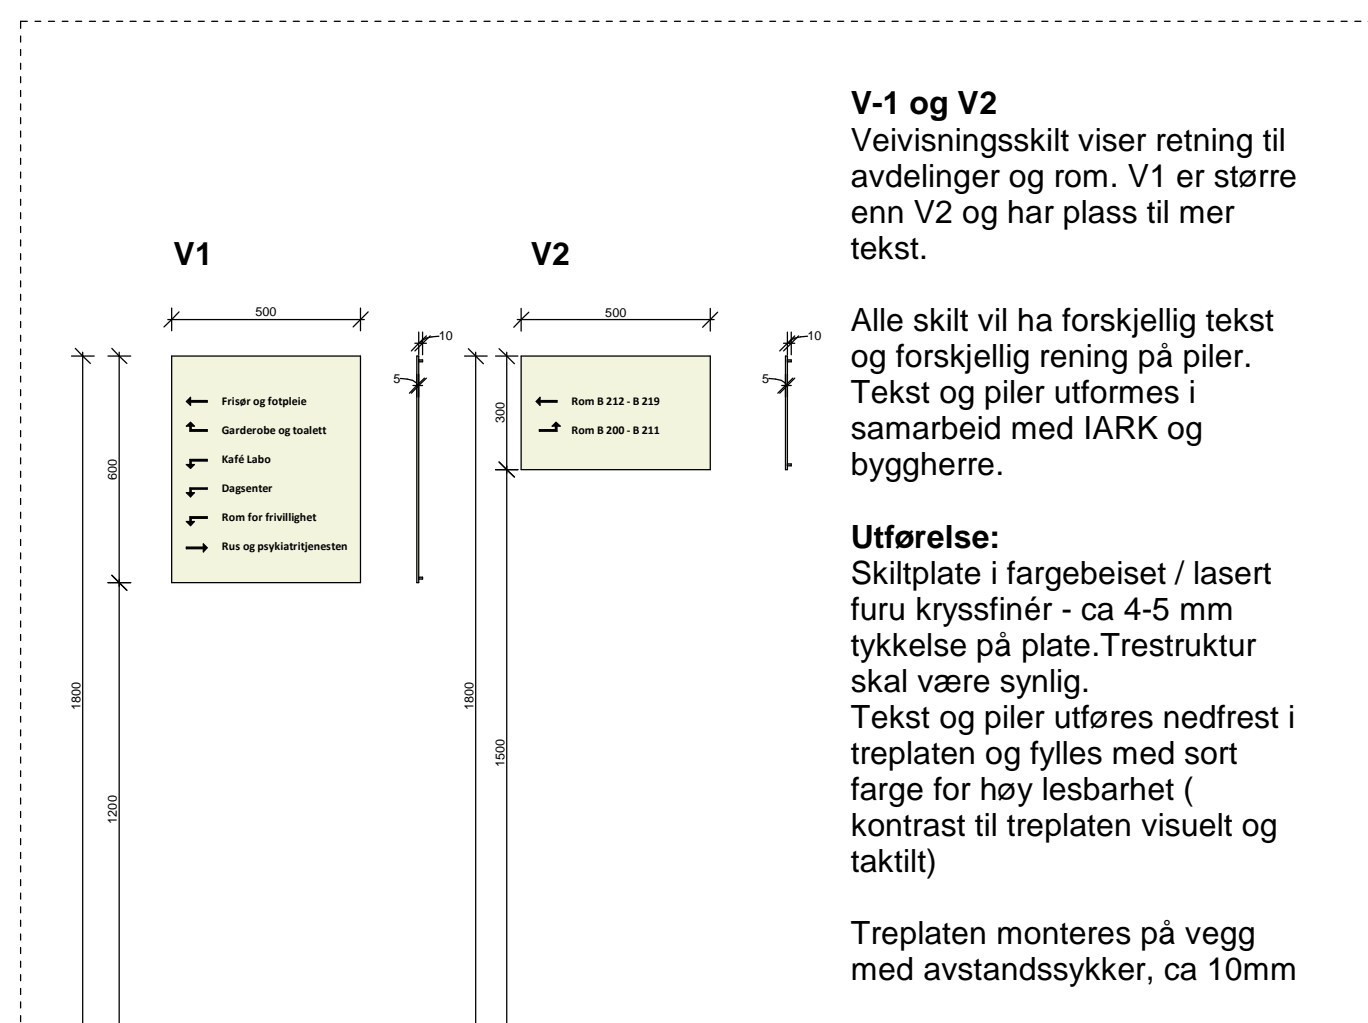 V1
500
10
5
600
1800
1200
Frisør og fotpleie
Garderobe og toalett
Kafé Labo
Dagsenter
Rom for frivillighet
Rus og psykiatritjenesten
V2
500
10
5
300
1800
1500
Rom B 212 - B 219
Rom B 200 - B 211
V-1 og V2
Veivisningsskilt viser retning til
avdelinger og rom. V1 er større
enn V2 og har plass til mer
tekst.
Alle skilt vil ha forskjellig tekst
og forskjellig rening på piler.
Tekst og piler utformes i
samarbeid med IARK og
byggherre.
Utførelse:
Skiltplate i fargebeiset / lasert
furu kryssfinér - ca 4-5 mm
tykkelse på plate.Trestruktur
skal være synlig.
Tekst og piler utføres nedfrest i
treplaten og fylles med sort
farge for høy lesbarhet (
kontrast til treplaten visuelt og
taktilt)
Treplaten monteres på vegg
med avstandssykker, ca 10mm